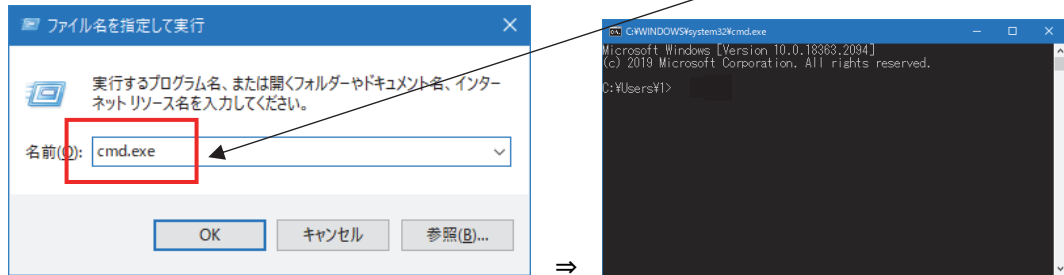 ファイル名を指定して実行
実行するプログラム名、または開くフォルダーやドキュメント名、インター
ネット リソース名を入力してください。
名前(O): cmd.exe
OK キャンセル 参照(B)...
⇒
C:¥WINDOWS¥system32¥cmd.exe
Microsoft Windows [Version 10.0.18363.2094]
(c) 2019 Microsoft Corporation. All rights reserved.
C:¥Users¥1>